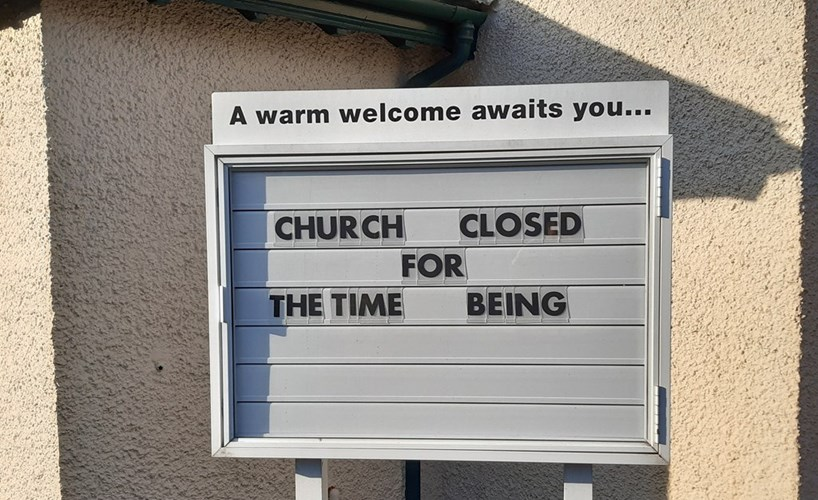 A warm welcome awaits you...
CHURCH CLOSED
FOR
THE TIME BEING